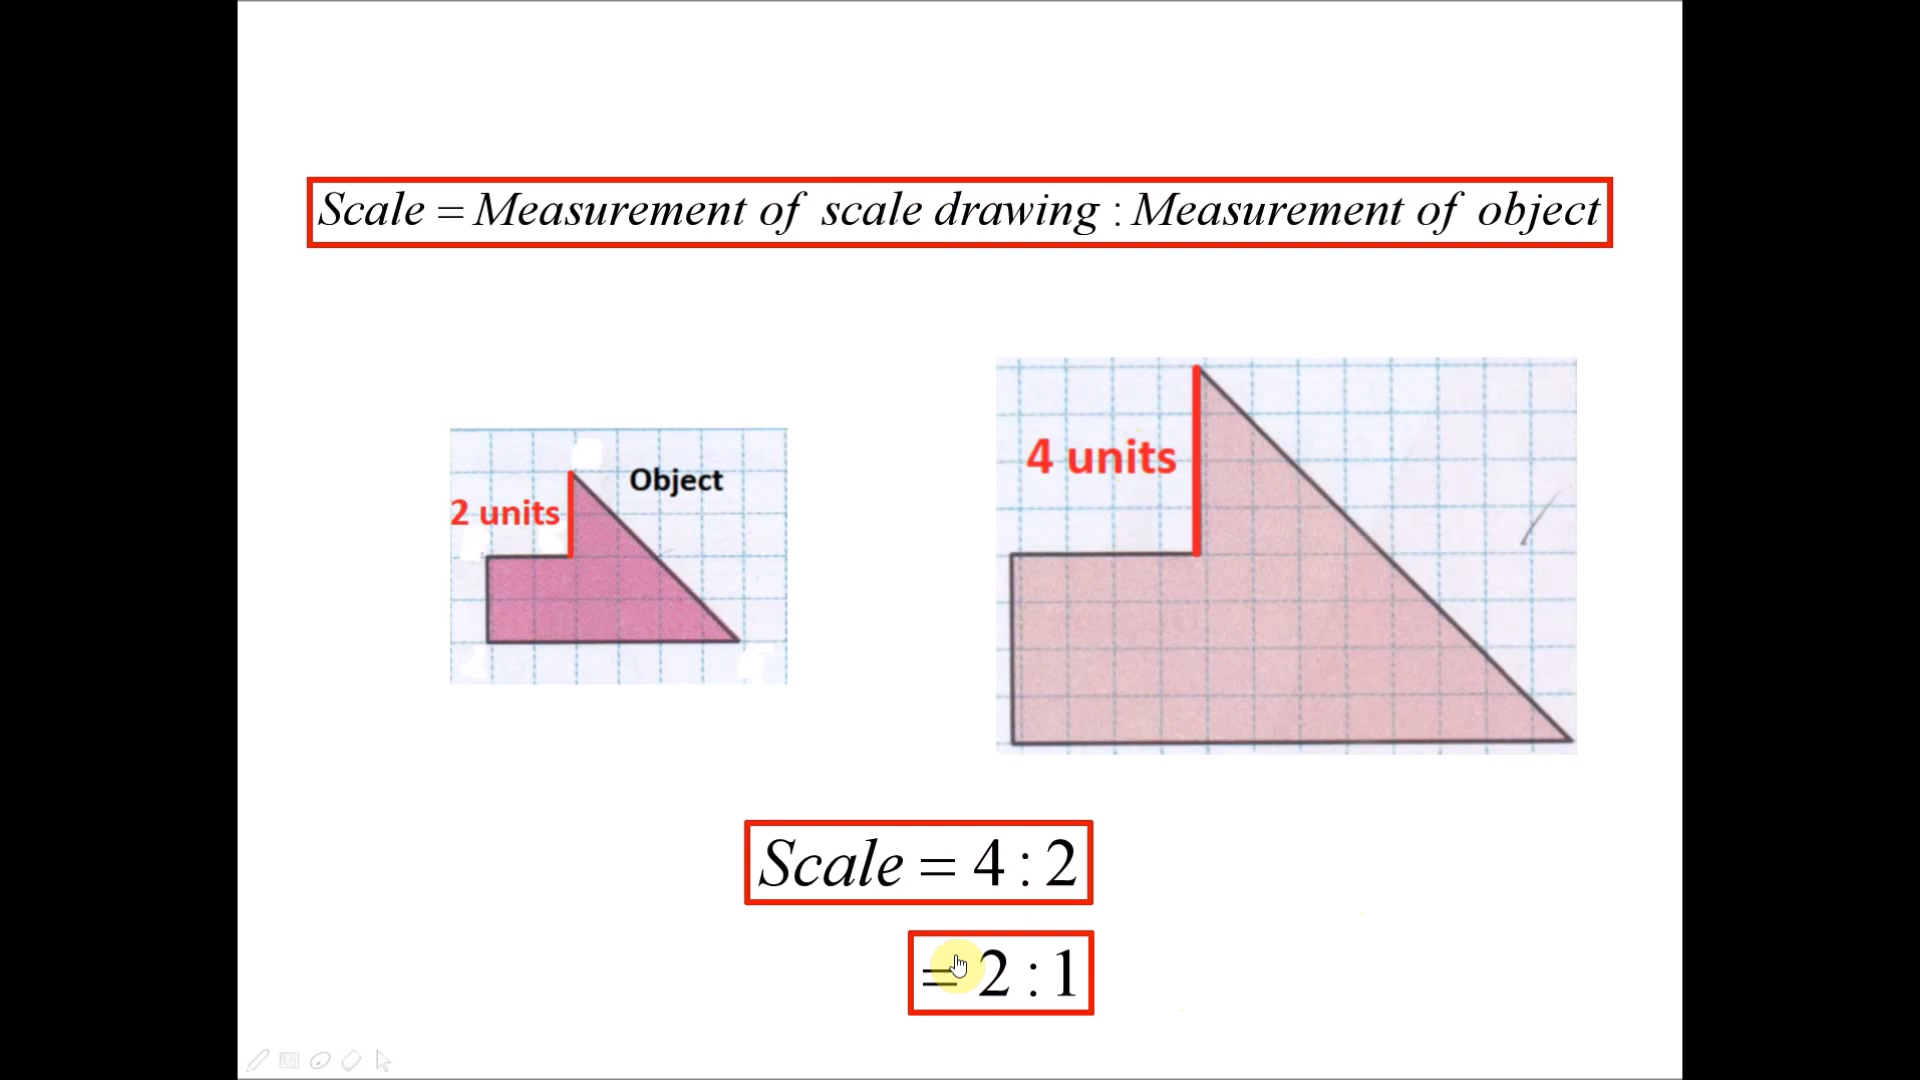 Scale = Measurement of scale drawing : Measurement of object
Object
2 units
4 units
Scale = 4 : 2
= 2 : 1